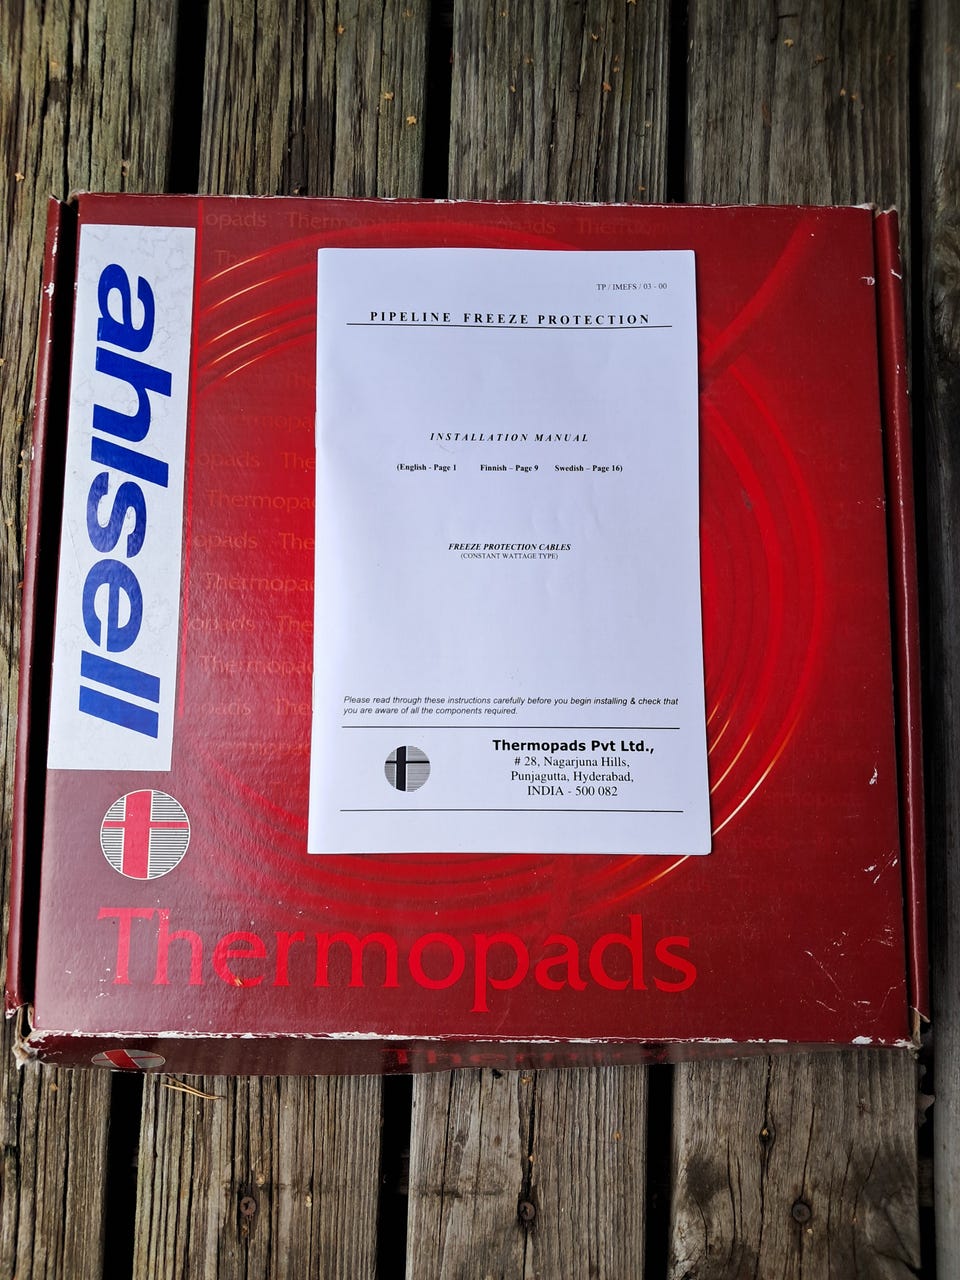 ahlsell
TP / IMEFS / 03 - 00
PIPELINE FREEZE PROTECTION
INSTALLATION MANUAL
(English - Page 1 Finnish – Page 9 Swedish – Page 16)
FREEZE PROTECTION CABLES
(CONSTANT WATTAGE TYPE)
Please read through these instructions carefully before you begin installing & check that
you are aware of all the components required.
Thermopads Pvt Ltd.,
# 28, Nagarjuna Hills,
Punjagutta, Hyderabad,
INDIA - 500 082
Thermopads